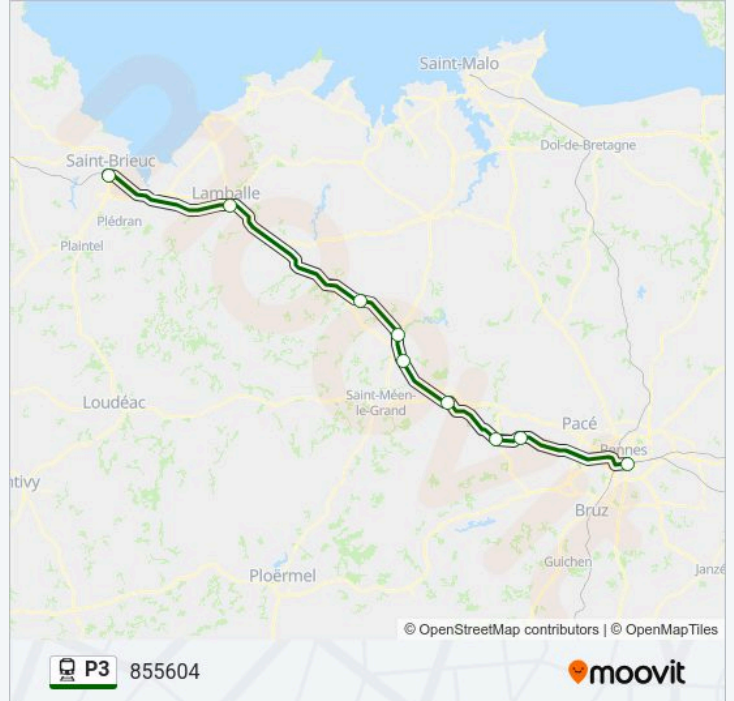 Saint-Malo
Dol-de-Bretagne
Saint-Brieuc
Lamballe
Plédran
Plaintel
Saint-Méen-
le-Grand
Loudéac
Pacé
Rennes
ntivy
Bruz
Guichen
Ploërmel
Janzé
© OpenStreetMap contributors | © OpenMapTiles
P3 855604
moovit